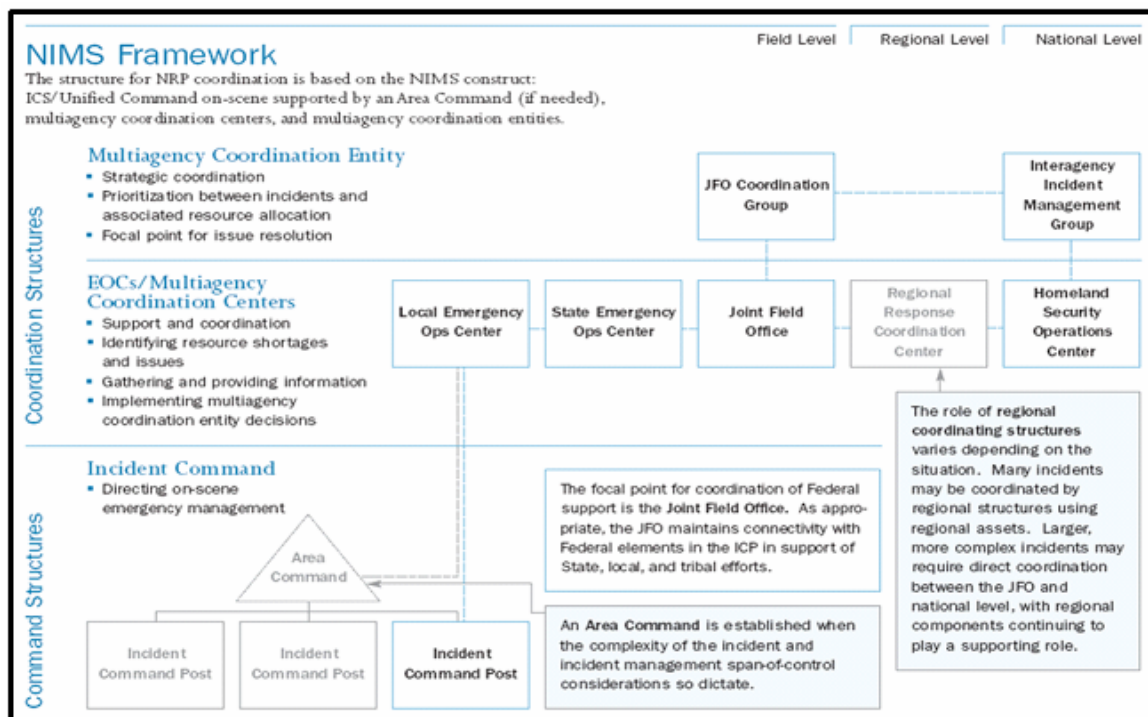 Field Level
Regional Level
National Level
NIMS Framework
The structure for NRP coordination is based on the NIMS construct:
ICS/Unified Command on-scene supported by an Area Command (if needed),
multiagency coordination centers, and multiagency coordination entities.
Coordination Structures
Multiagency Coordination Entity
▪ Strategic coordination
▪ Prioritization between incidents and
associated resource allocation
▪ Focal point for issue resolution
JFO Coordination
Group
Interagency
Incident
Management
Group
EOCs/Multiagency
Coordination Centers
▪ Support and coordination
▪ Identifying resource shortages
and issues
▪ Gathering and providing information
▪ Implementing multiagency
coordination entity decisions
Local Emergency
Ops Center
State Emergency
Ops Center
Joint Field
Office
Regional
Response
Coordination
Center
Homeland
Security
Operations
Center
The role of regional
coordinating structures
varies depending on the
situation. Many incidents
may be coordinated by
regional structures using
regional assets. Larger,
more complex incidents may
require direct coordination
between the JFO and
national level, with regional
components continuing to
play a supporting role.
Command Structures
Incident Command
▪ Directing on-scene
emergency management
The focal point for coordination of Federal
support is the Joint Field Office. As appro-
priate, the JFO maintains connectivity with
Federal elements in the ICP in support of
State, local, and tribal efforts.
Area
Command
An Area Command is established when
the complexity of the incident and
incident management span-of-control
considerations so dictate.
Incident
Command Post
Incident
Command Post
Incident
Command Post